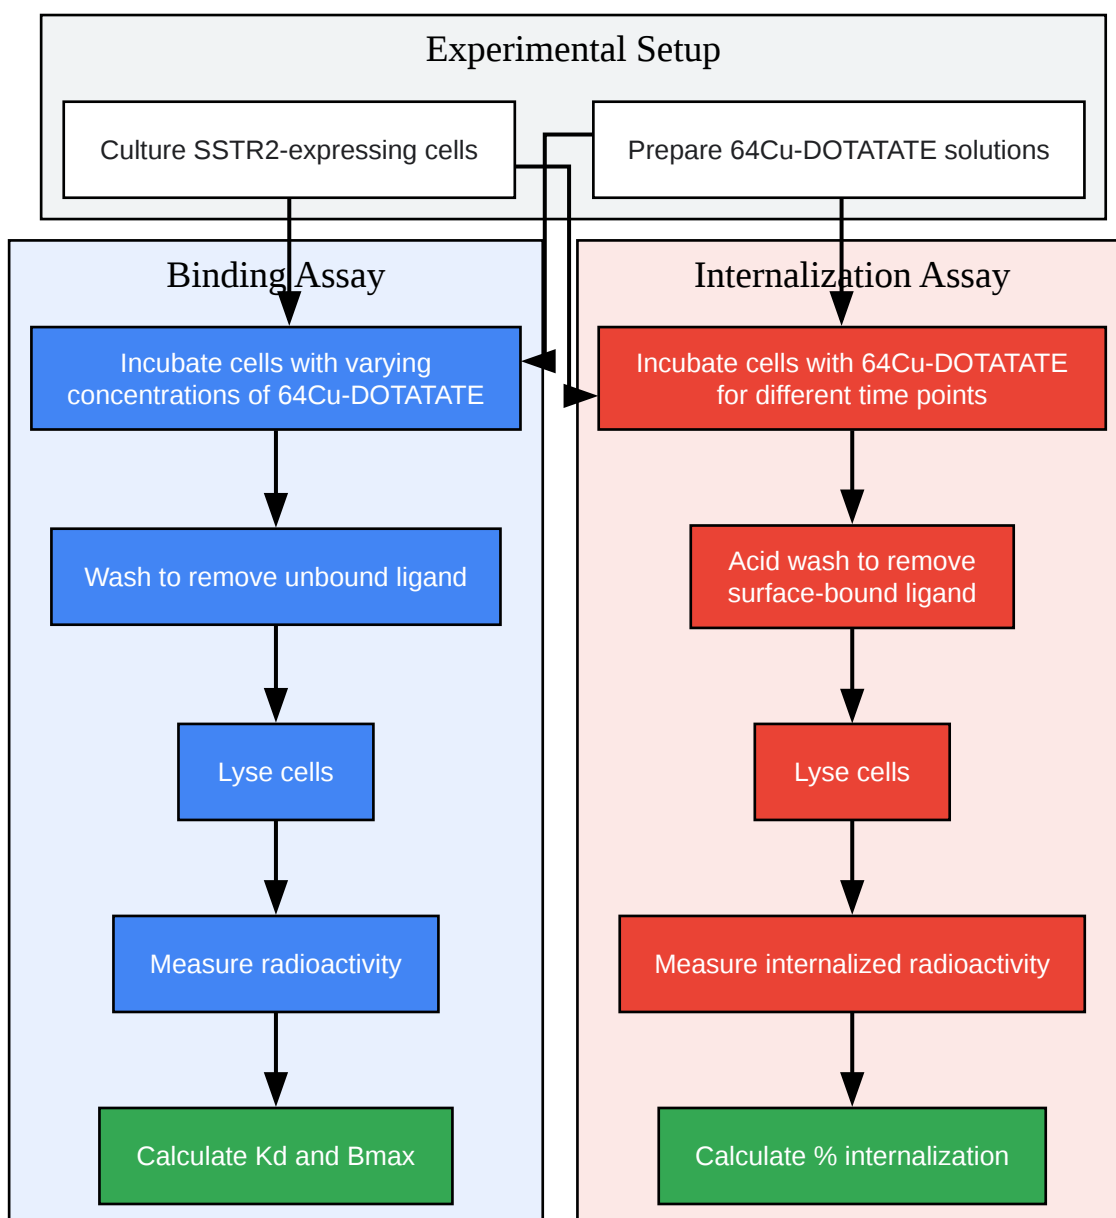 Experimental Setup
Culture SSTR2-expressing cells
Prepare 64Cu-DOTATATE solutions
Binding Assay
Incubate cells with varying
concentrations of 64Cu-DOTATATE
Wash to remove unbound ligand
Lyse cells
Measure radioactivity
Calculate Kd and Bmax
Internalization Assay
Incubate cells with 64Cu-DOTATATE
for different time points
Acid wash to remove
surface-bound ligand
Lyse cells
Measure internalized radioactivity
Calculate % internalization